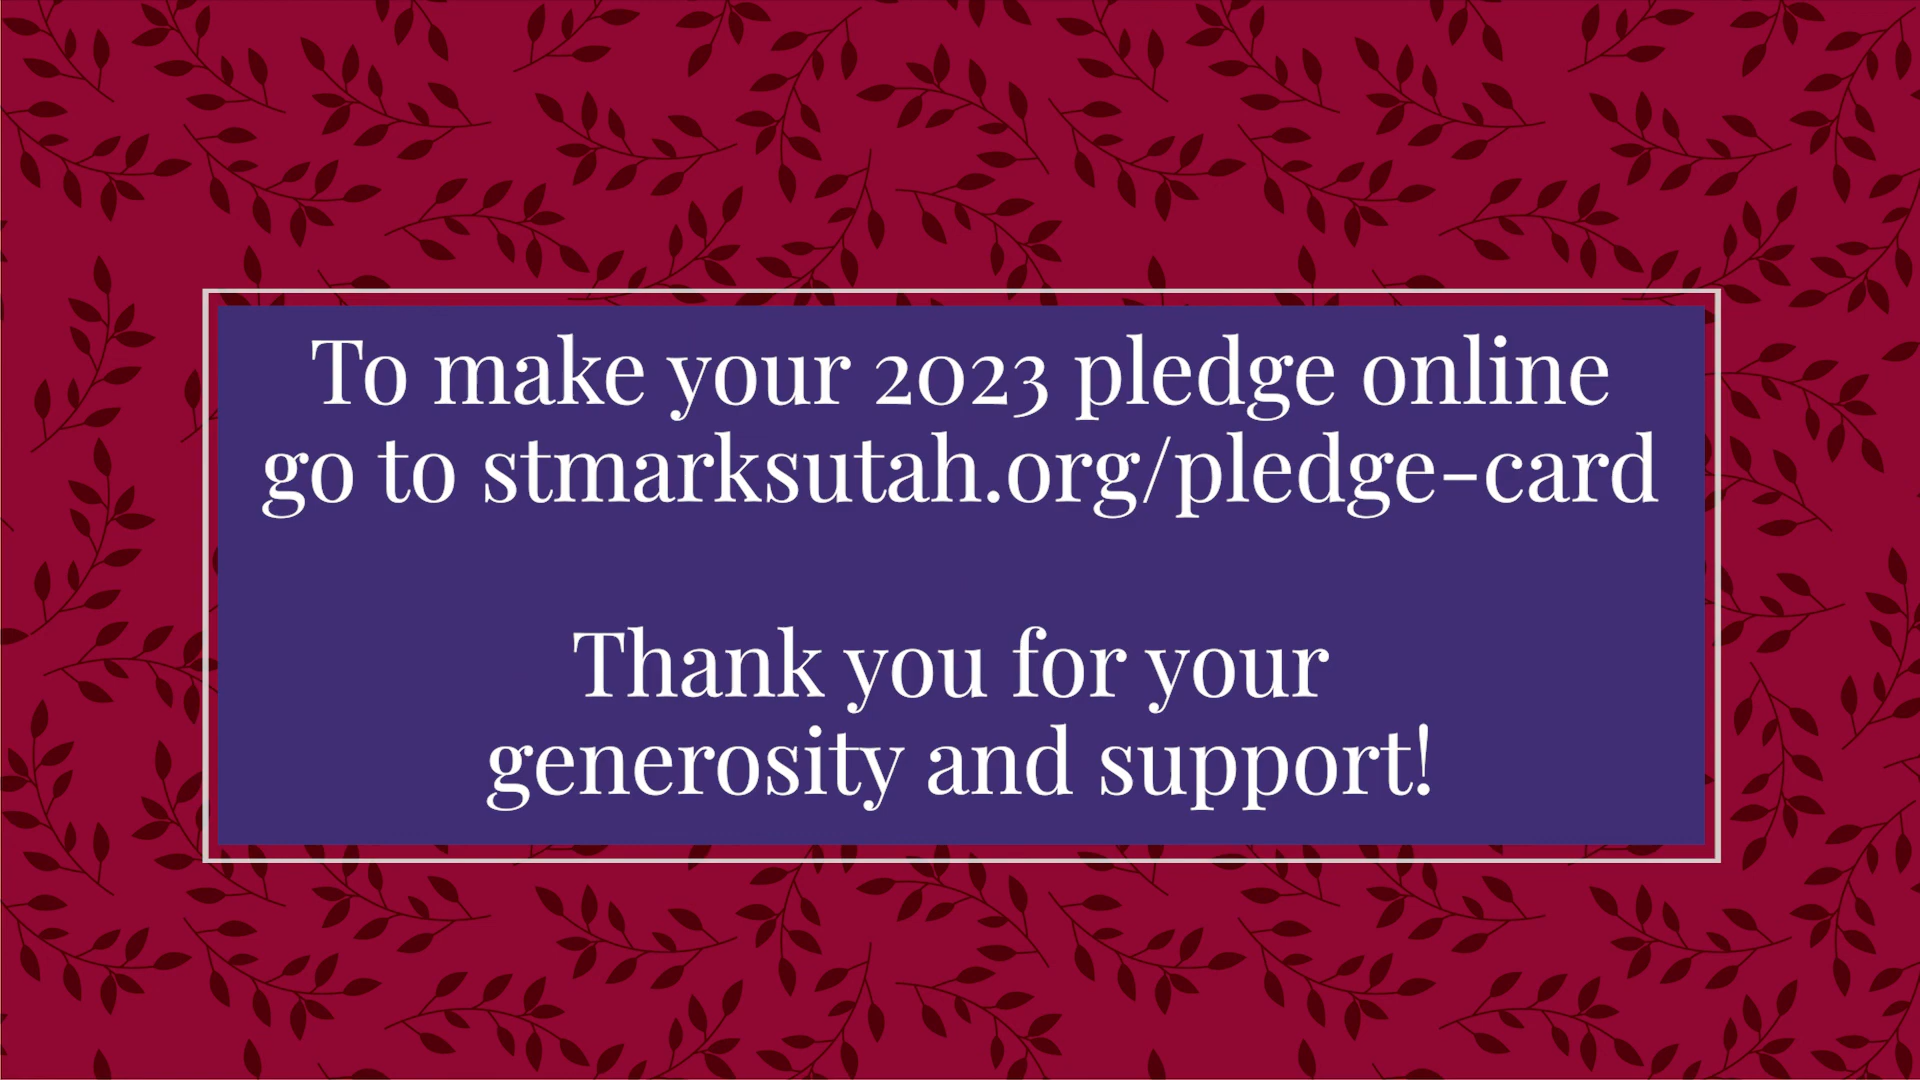 To make your 2023 pledge online
go to stmarksutah.org/pledge-card
Thank you for your
generosity and support!